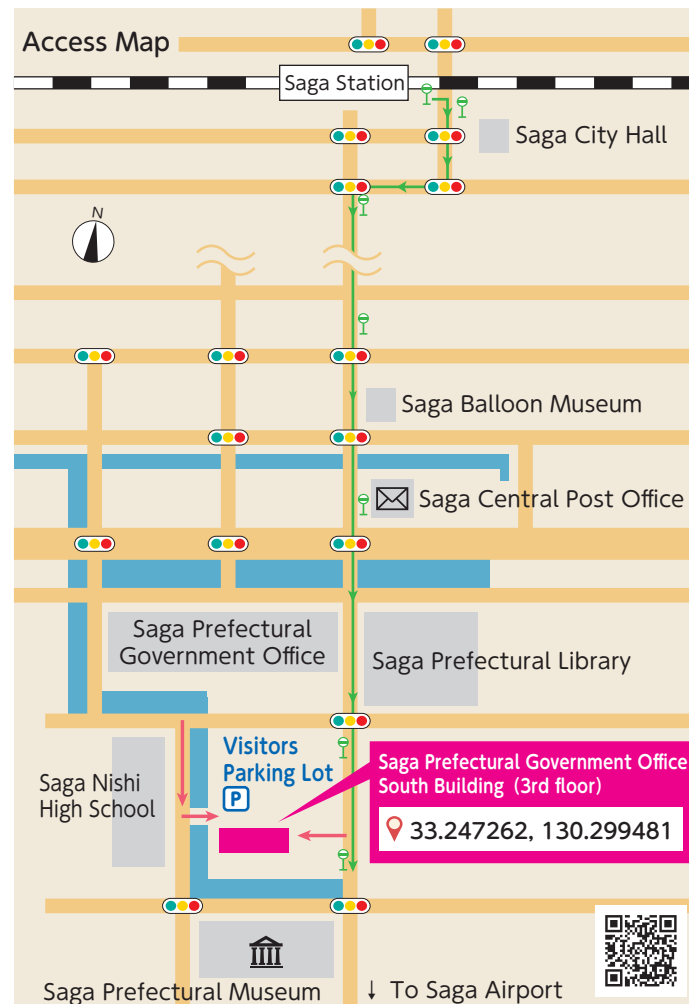 Access Map
Saga Station
Saga City Hall
N
Saga Balloon Museum
Saga Central Post Office
Saga Prefectural
Government Office
Saga Prefectural Library
Visitors
Parking Lot
P
Saga Prefectural Government Office
South Building (3rd floor)
33.247262, 130.299481
Saga Nishi
High School
Saga Prefectural Museum
↓ To Saga Airport